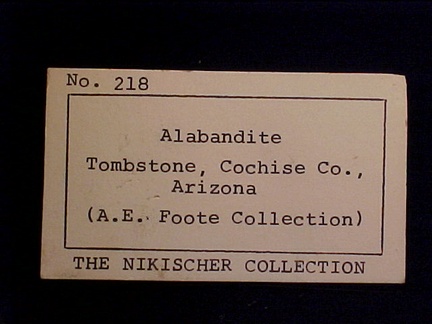 No. 218
Alabandite
Tombstone, Cochise Co.,
Arizona
(A.E. Foote Collection)
THE NIKISCHER COLLECTION